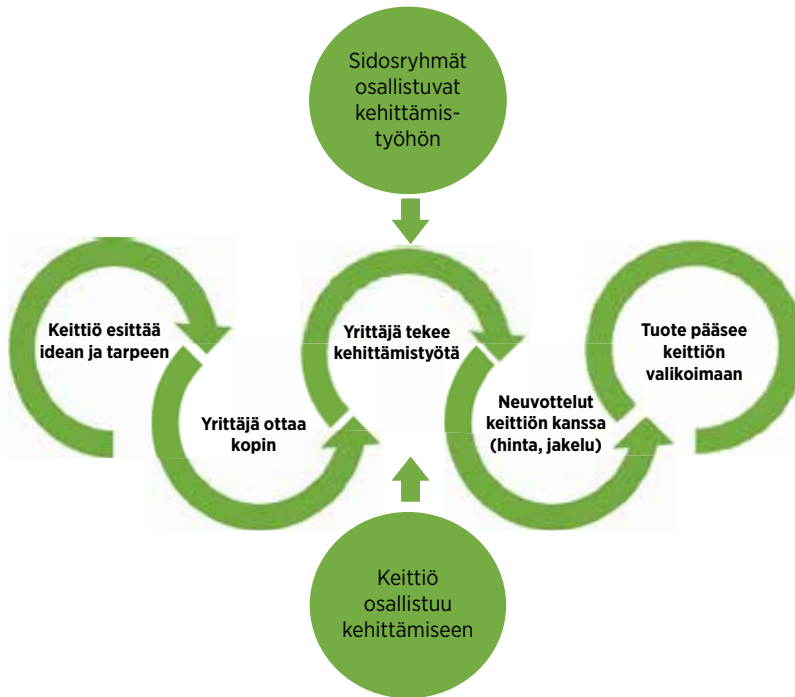 Sidosryhmät
osallistuvat
kehittämis-
työhön
Keittiö esittää
idean ja tarpeen
Yrittäjä ottaa
kopin
Yrittäjä tekee
kehittämistyötä
Neuvottelut
keittiön kanssa
(hinta, jakelu)
Tuote pääsee
keittiön
valikoimaan
Keittiö
osallistuu
kehittämiseen